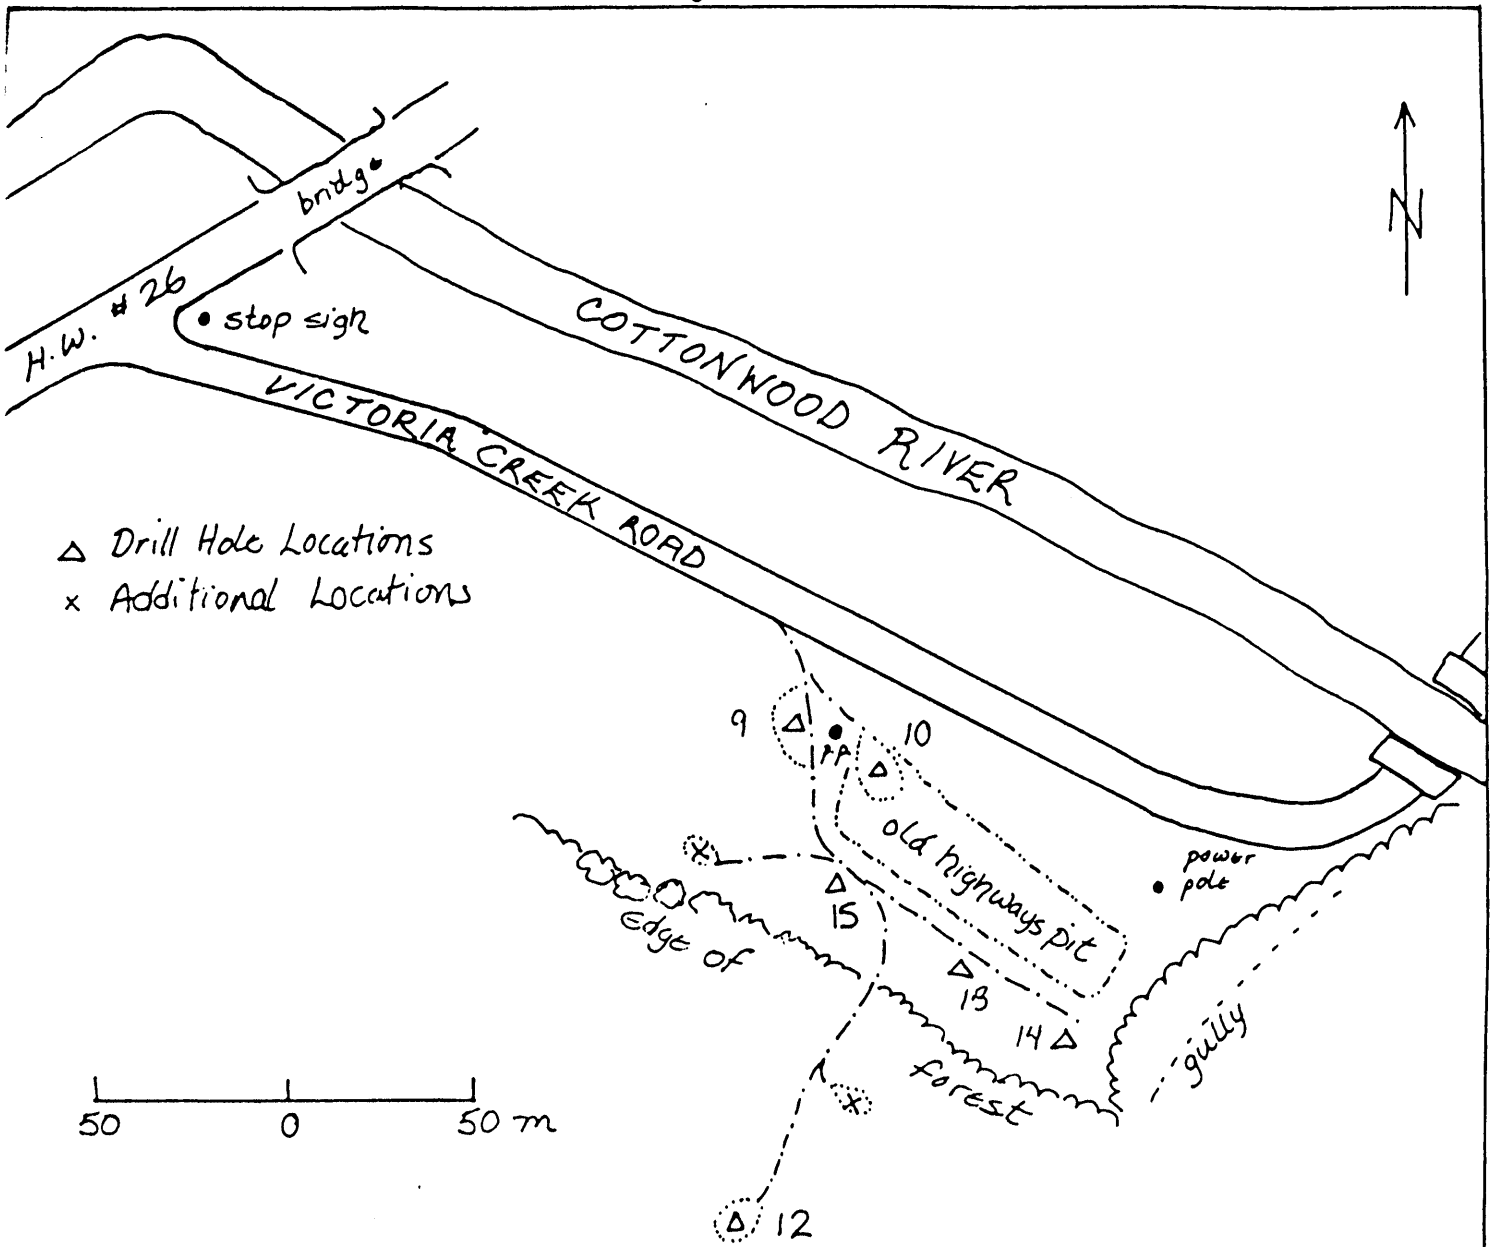 N
bridge
H.W. # 26
stop sign
COTTONWOOD RIVER
VICTORIA CREEK ROAD
△ Drill Hole Locations
x Additional Locations
9
10
PP
old highways pit
power
pole
15
Edge of
13
14
gully
forest
50 0 50 m
12